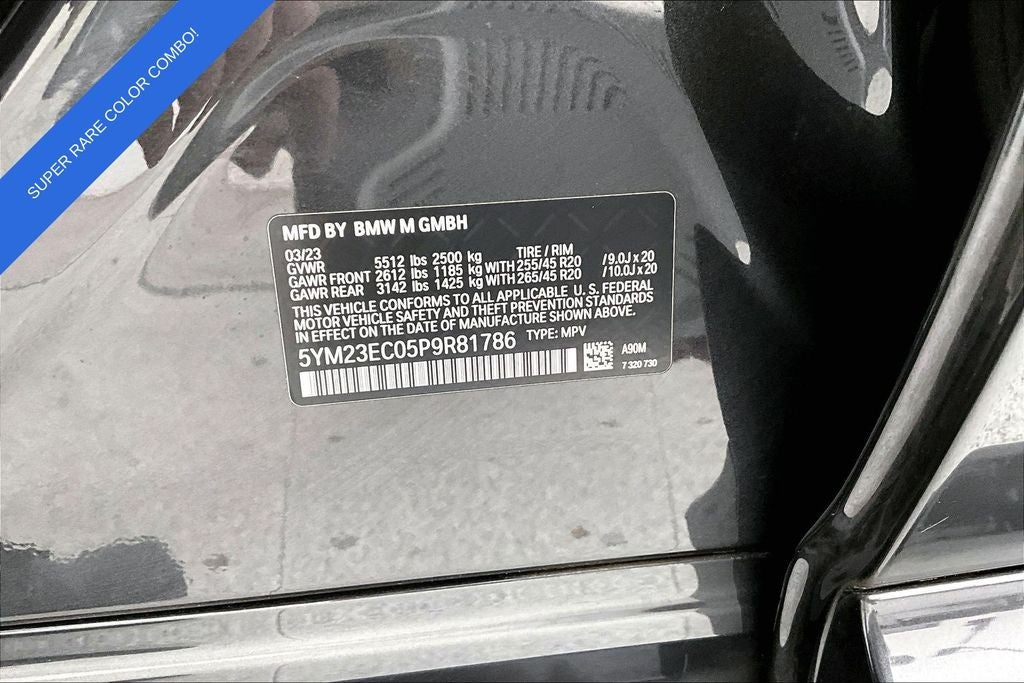 SUPER RARE COLOR COMBO!
MFD BY BMW M GMBH
03/23 TIRE / RIM
GVWR 5512 lbs 2500 kg
GAWR FRONT 2612 lbs 1185 kg WITH 255/45 R20 / 9.0J x 20
GAWR REAR 3142 lbs 1425 kg WITH 265/45 R20 / 10.0J x 20
THIS VEHICLE CONFORMS TO ALL APPLICABLE U. S. FEDERAL
MOTOR VEHICLE SAFETY AND THEFT PREVENTION STANDARDS
IN EFFECT ON THE DATE OF MANUFACTURE SHOWN ABOVE.
5YM23EC05P9R81786 TYPE: MPV
A90M
7 320 730